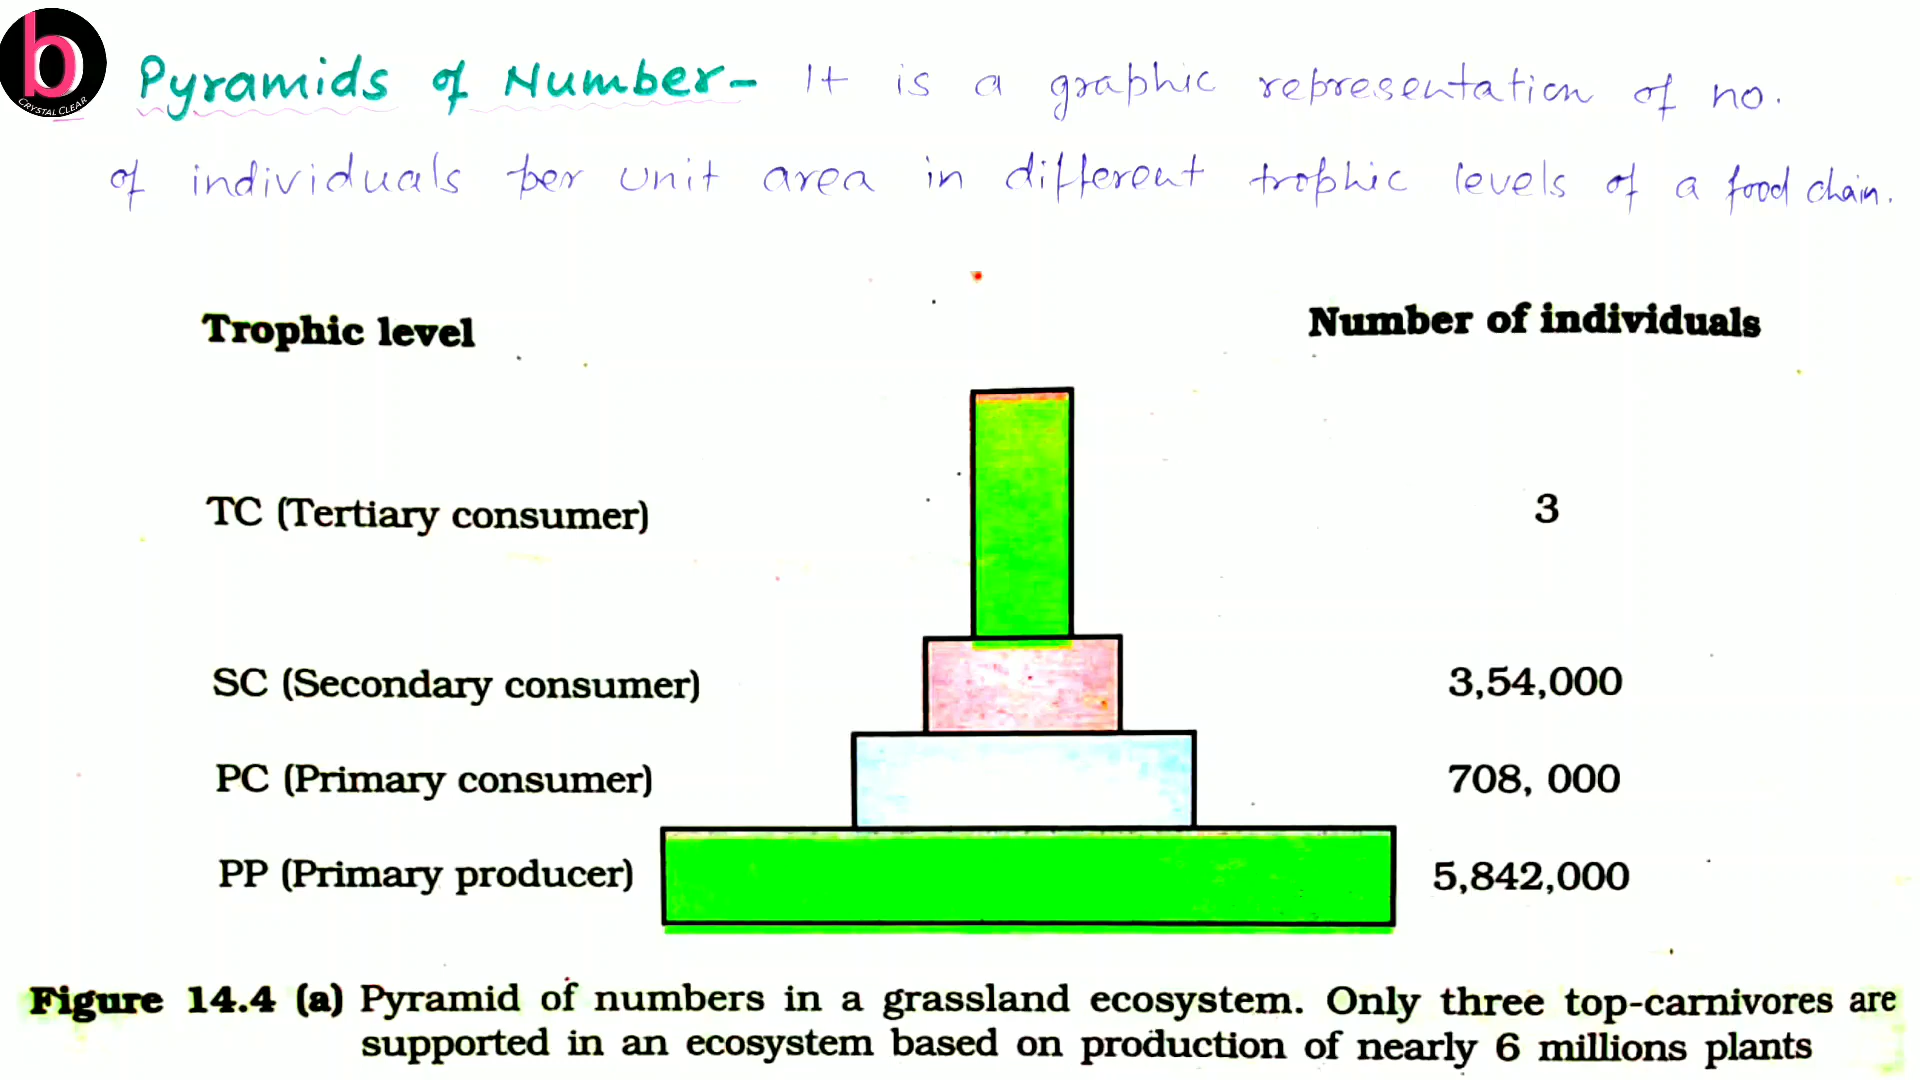 b
CRYSTAL CLEAR
Pyramids of Number- It is a graphic representation of no.
of individuals per unit area in different trophic levels of a food chain.
Trophic level Number of individuals
TC (Tertiary consumer) 3
SC (Secondary consumer) 3,54,000
PC (Primary consumer) 708, 000
PP (Primary producer) 5,842,000
Figure 14.4 (a) Pyramid of numbers in a grassland ecosystem. Only three top-carnivores are
supported in an ecosystem based on production of nearly 6 millions plants